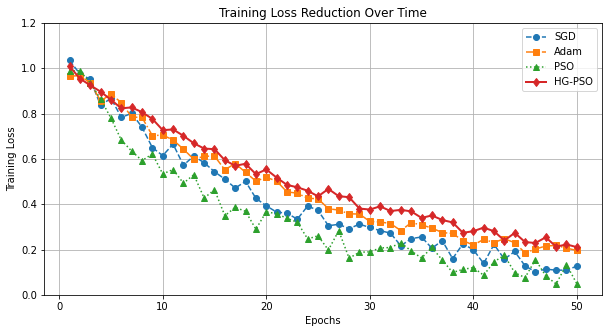 Training Loss Reduction Over Time
1.2
1.0
0.8
0.6
0.4
0.2
0.0
Training Loss
SGD
Adam
PSO
HG-PSO
0 10 20 30 40 50
Epochs